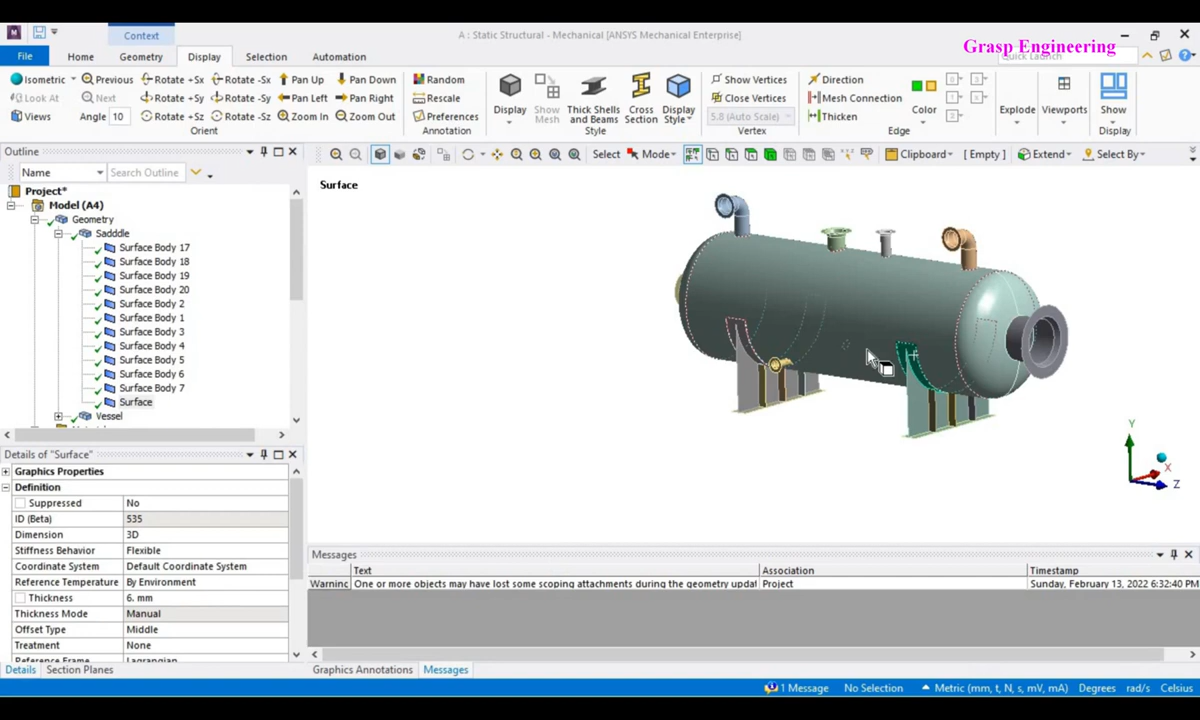 Context
A : Static Structural - Mechanical [ANSYS Mechanical Enterprise]
Grasp Engineering
File Home Geometry Display Selection Automation
Quick Launch
Isometric Previous Rotate +Sx Rotate -Sx Pan Up Pan Down Random Show Vertices Direction
Look At Next Rotate +Sy Rotate -Sy Pan Left Pan Right Rescale Close Vertices Mesh Connection
Views Angle 10 Rotate +Sz Rotate -Sz Zoom In Zoom Out Preferences 5.8 (Auto Scale) Thicken
Display Show Mesh Thick Shells and Beams Cross Section Display Style Color Explode Viewports Show
Orient Annotation Style Vertex Edge Display
Outline
Select Mode Clipboard [ Empty ] Extend Select By
Name Search Outline
Project*
Model (A4)
Geometry
Sadddle
Surface Body 17
Surface Body 18
Surface Body 19
Surface Body 20
Surface Body 2
Surface Body 1
Surface Body 3
Surface Body 4
Surface Body 5
Surface Body 6
Surface Body 7
Surface
Vessel
Surface
Y
X
Z
Details of "Surface"
Graphics Properties
Definition
Suppressed No
ID (Beta) 535
Dimension 3D
Stiffness Behavior Flexible
Coordinate System Default Coordinate System
Reference Temperature By Environment
Thickness 6. mm
Thickness Mode Manual
Offset Type Middle
Treatment None
Reference Frame Lagrangian
Details Section Planes
Messages
Text Association Timestamp
Warninc One or more objects may have lost some scoping attachments during the geometry updat Project Sunday, February 13, 2022 6:32:40 PM
Graphics Annotations Messages
1 Message No Selection Metric (mm, t, N, s, mV, mA) Degrees rad/s Celsius